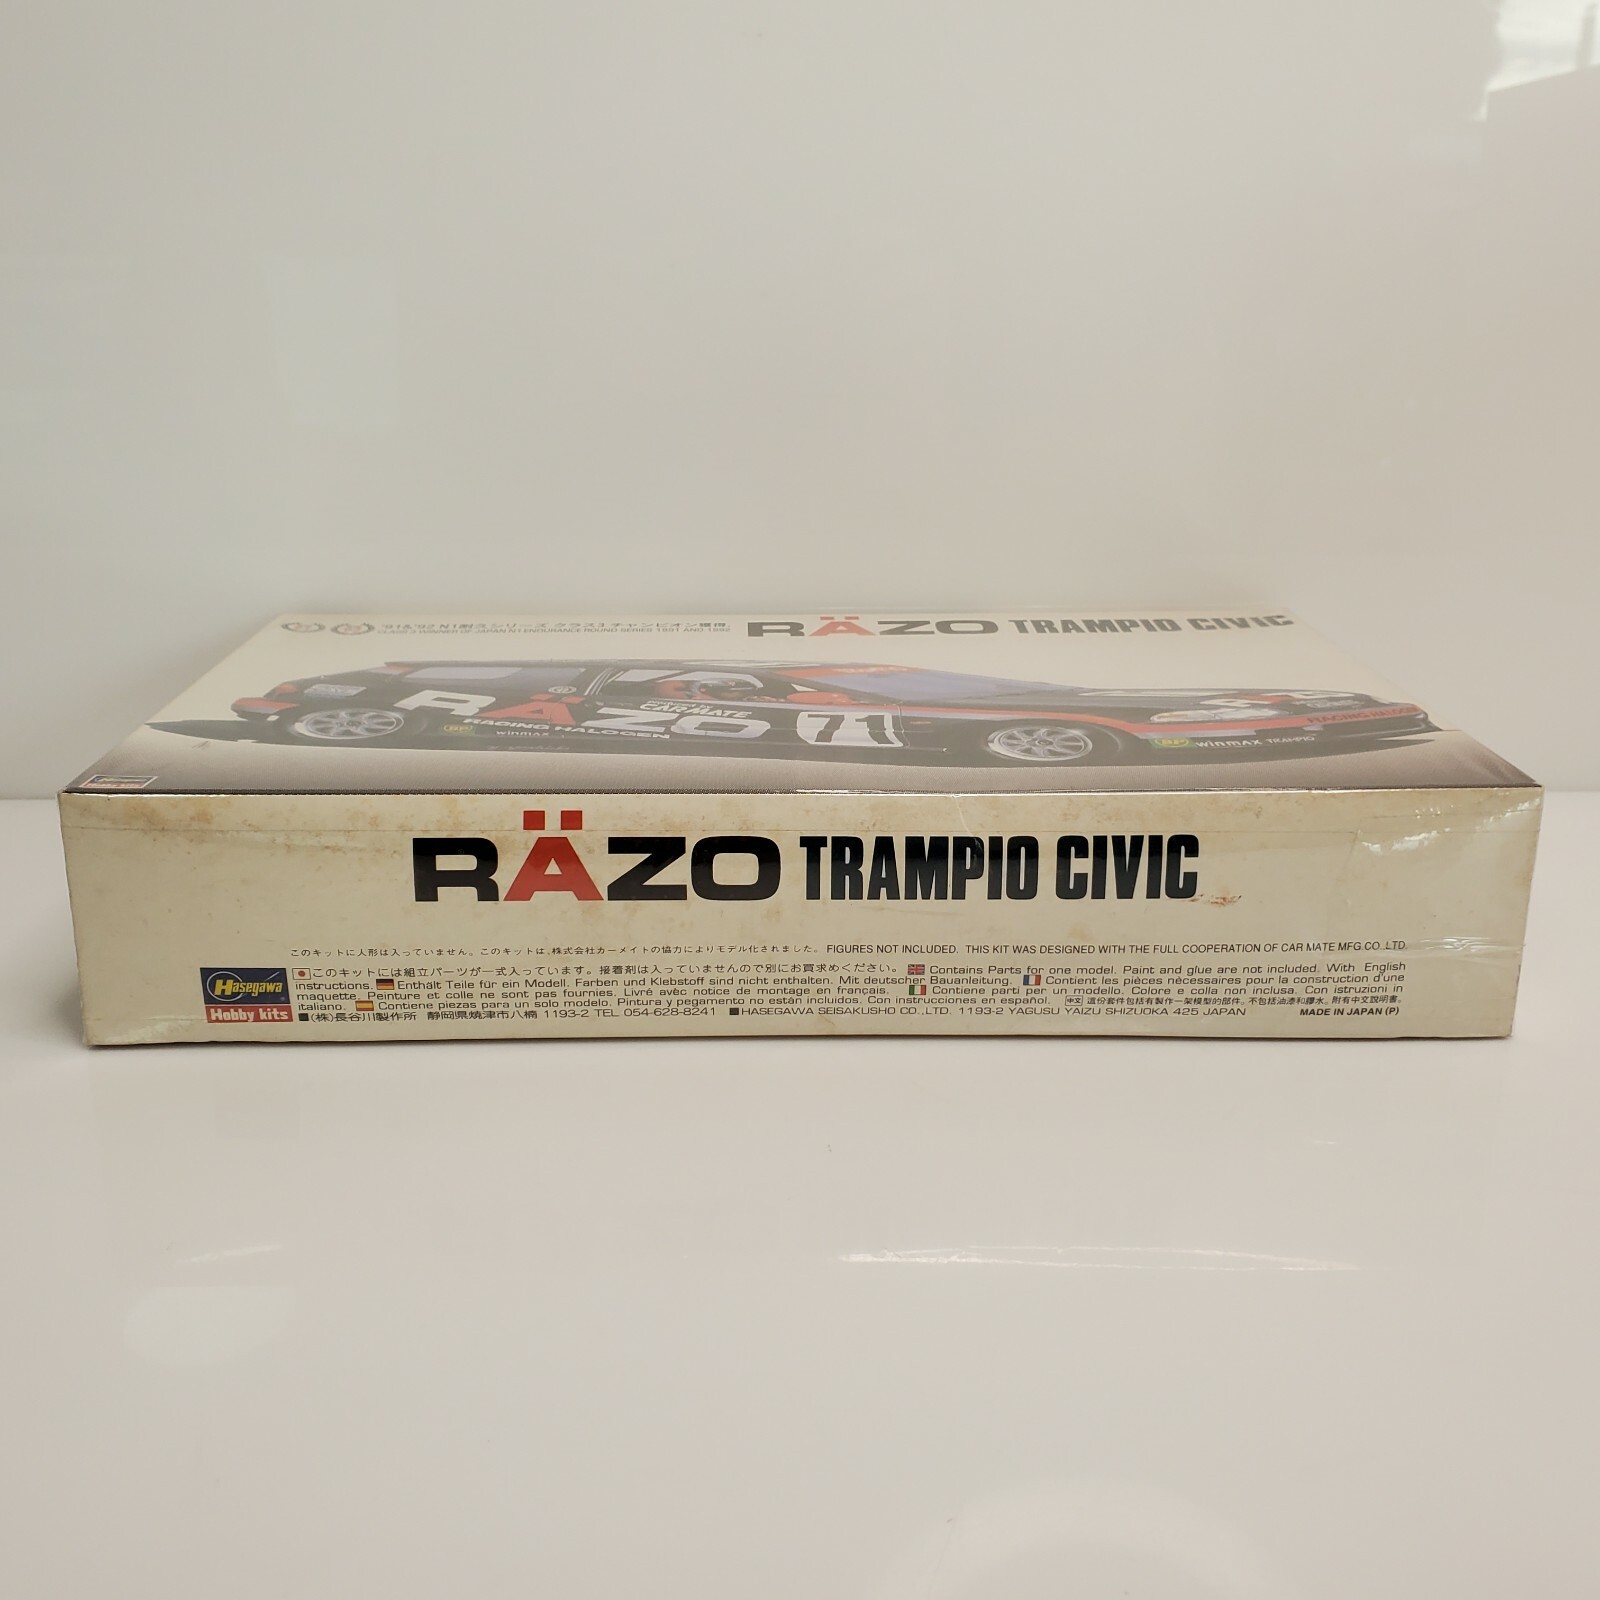 '91&'92 N1耐久シリーズ クラス3 チャンピオン獲得。
CLASS 3 WINNER OF JAPAN N1 ENDURANCE ROUND SERIES 1991 AND 1992
RÄZO TRAMPIO CIVIC
RÄZO
CAR MATE
71
RACING HALOGEN
BP
winmax
RACING HALOGEN
BP winmax TRAMPIO
RÄZO TRAMPIO CIVIC
このキットに人形は入っていません。このキットは、株式会社カーメイトの協力によりモデル化されました。 FIGURES NOT INCLUDED. THIS KIT WAS DESIGNED WITH THE FULL COOPERATION OF CAR MATE MFG.CO.,LTD.
Hasegawa
Hobby kits
このキットには組立パーツが一式入っています。接着剤は入っていませんので別にお買求めください。 Contains Parts for one model. Paint and glue are not included. With English
instructions. Enthält Teile für ein Modell. Farben und Klebstoff sind nicht enthalten. Mit deutscher Bauanleitung. Contient les pièces nécessaires pour la construction d'une
maquette. Peinture et colle ne sont pas fournies. Livré avèc notice de montage en français. Contiene parti per un modello. Colore e colla non inclusa. Con istruzioni in
italiano. Contiene piezas para un solo modelo. Pintura y pegamento no están incluidos. Con instrucciones en español. 中文 這份套件包括有製作一架模型的部件。不包括油漆和膠水。附有中文說明書。
■(株)長谷川製作所 静岡県焼津市八楠 1193-2 TEL 054-628-8241 ■HASEGAWA SEISAKUSHO CO.,LTD. 1193-2 YAGUSU YAIZU SHIZUOKA 425 JAPAN MADE IN JAPAN (P)